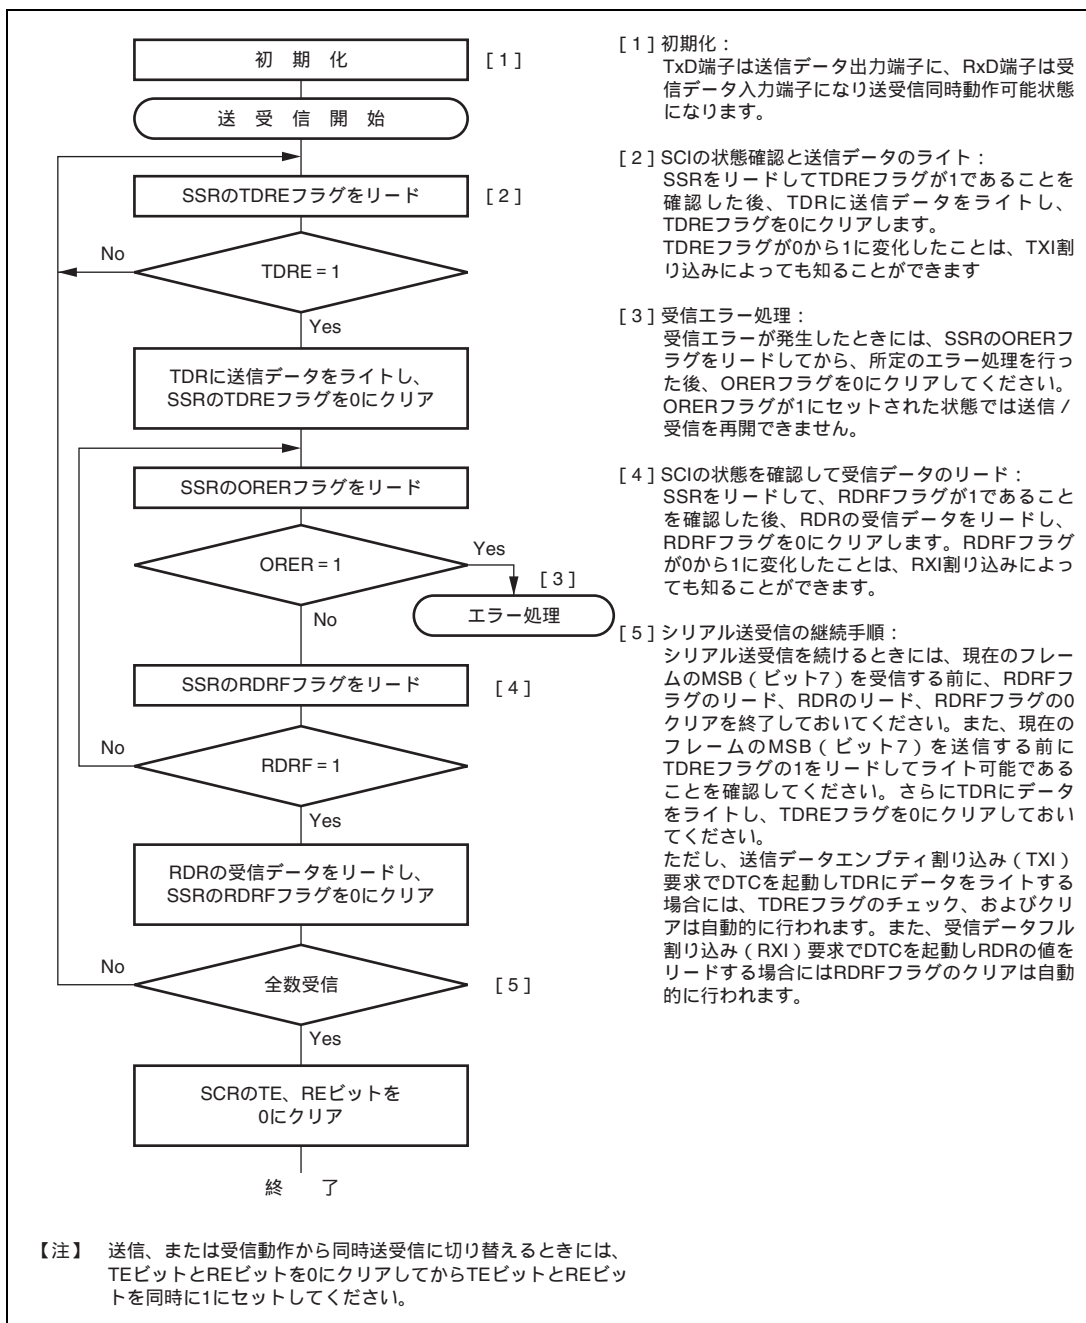 初 期 化 [1]
送 受 信 開 始
SSRのTDREフラグをリード [2]
No
TDRE = 1
Yes
TDRに送信データをライトし、
SSRのTDREフラグを0にクリア
SSRのORERフラグをリード
Yes
ORER = 1
[3]
エラー処理
No
SSRのRDRFフラグをリード [4]
No
RDRF = 1
Yes
RDRの受信データをリードし、
SSRのRDRFフラグを0にクリア
No
全数受信 [5]
Yes
SCRのTE、REビットを
0にクリア
終 了
[1] 初期化:
TxD端子は送信データ出力端子に、RxD端子は受
信データ入力端子になり送受信同時動作可能状態
になります。
[2] SCIの状態確認と送信データのライト:
SSRをリードしてTDREフラグが1であることを
確認した後、TDRに送信データをライトし、
TDREフラグを0にクリアします。
TDREフラグが0から1に変化したことは、TXI割
り込みによっても知ることができます
[3] 受信エラー処理:
受信エラーが発生したときには、SSRのORERフ
ラグをリードしてから、所定のエラー処理を行っ
た後、ORERフラグを0にクリアしてください。
ORERフラグが1にセットされた状態では送信/
受信を再開できません。
[4] SCIの状態を確認して受信データのリード:
SSRをリードして、RDRFフラグが1であること
を確認した後、RDRの受信データをリードし、
RDRFフラグを0にクリアします。RDRFフラグ
が0から1に変化したことは、RXI割り込みによっ
ても知ることができます。
[5] シリアル送受信の継続手順:
シリアル送受信を続けるときには、現在のフレー
ムのMSB(ビット7)を受信する前に、RDRFフ
ラグのリード、RDRのリード、RDRFフラグの0
クリアを終了しておいてください。また、現在の
フレームのMSB(ビット7)を送信する前に
TDREフラグの1をリードしてライト可能である
ことを確認してください。さらにTDRにデータ
をライトし、TDREフラグを0にクリアしておい
てください。
ただし、送信データエンプティ割り込み(TXI)
要求でDTCを起動しTDRにデータをライトする
場合には、TDREフラグのチェック、およびクリ
アは自動的に行われます。また、受信データフル
割り込み(RXI)要求でDTCを起動しRDRの値を
リードする場合にはRDRFフラグのクリアは自動
的に行われます。
【注】 送信、または受信動作から同時送受信に切り替えるときには、
TEビットとREビットを0にクリアしてからTEビットとREビッ
トを同時に1にセットしてください。